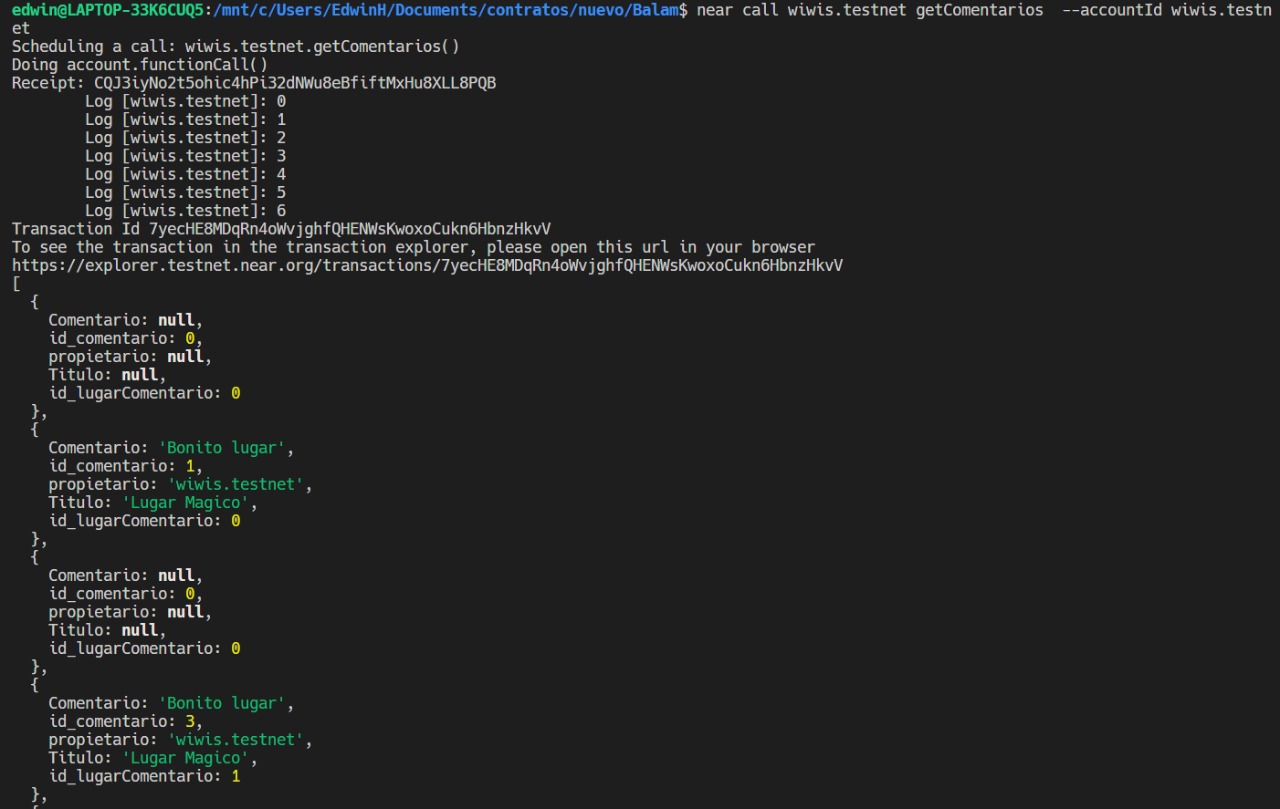 edwin@LAPTOP-33K6CUQ5:/mnt/c/Users/EdwinH/Documents/contratos/nuevo/Balam$ near call wiwis.testnet getComentarios  --accountId wiwis.testn
et
Scheduling a call: wiwis.testnet.getComentarios()
Doing account.functionCall()
Receipt: CQJ3iyNo2t5ohic4hPi32dNWu8eBfiftMxHu8XLL8PQB
        Log [wiwis.testnet]: 0
        Log [wiwis.testnet]: 1
        Log [wiwis.testnet]: 2
        Log [wiwis.testnet]: 3
        Log [wiwis.testnet]: 4
        Log [wiwis.testnet]: 5
        Log [wiwis.testnet]: 6
Transaction Id 7yecHE8MDqRn4oWvjghfQHENWsKwoxoCukn6HbnzHkvV
To see the transaction in the transaction explorer, please open this url in your browser
https://explorer.testnet.near.org/transactions/7yecHE8MDqRn4oWvjghfQHENWsKwoxoCukn6HbnzHkvV
[
  {
    Comentario: null,
    id_comentario: 0,
    propietario: null,
    Titulo: null,
    id_lugarComentario: 0
  },
  {
    Comentario: 'Bonito lugar',
    id_comentario: 1,
    propietario: 'wiwis.testnet',
    Titulo: 'Lugar Magico',
    id_lugarComentario: 0
  },
  {
    Comentario: null,
    id_comentario: 0,
    propietario: null,
    Titulo: null,
    id_lugarComentario: 0
  },
  {
    Comentario: 'Bonito lugar',
    id_comentario: 3,
    propietario: 'wiwis.testnet',
    Titulo: 'Lugar Magico',
    id_lugarComentario: 1
  },
  {